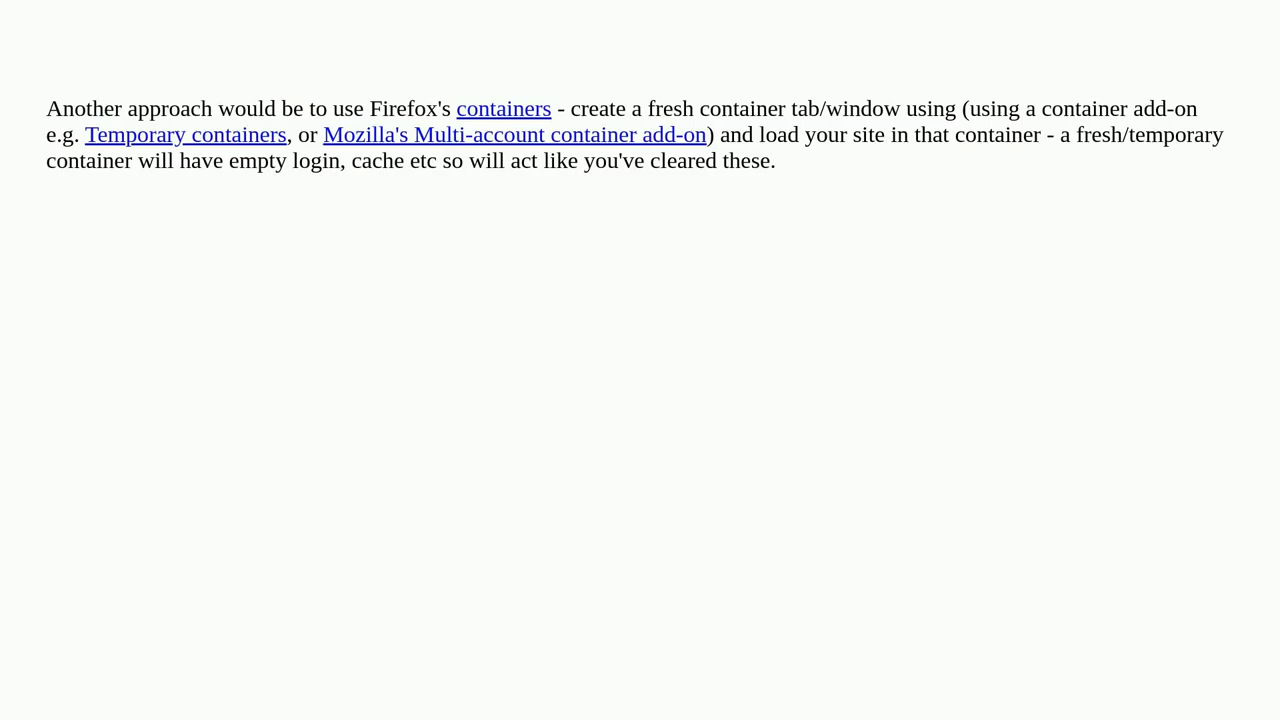 Another approach would be to use Firefox's containers - create a fresh container tab/window using (using a container add-on
e.g. Temporary containers, or Mozilla's Multi-account container add-on) and load your site in that container - a fresh/temporary
container will have empty login, cache etc so will act like you've cleared these.